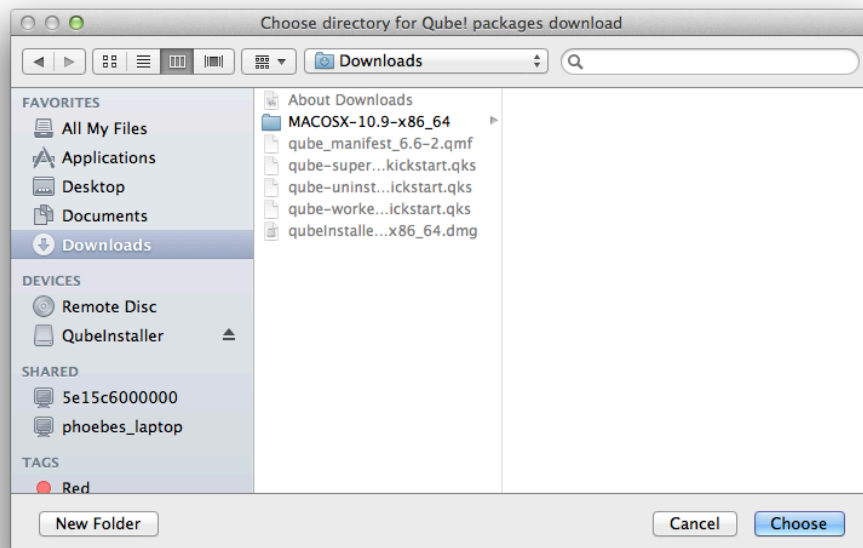 Choose directory for Qube! packages download
Downloads
FAVORITES
All My Files
Applications
Desktop
Documents
Downloads
DEVICES
Remote Disc
QubeInstaller
SHARED
5e15c6000000
phoebes_laptop
TAGS
Red
About Downloads
MACOSX-10.9-x86_64
qube_manifest_6.6-2.qmf
qube-super...kickstart.qks
qube-uninst...ickstart.qks
qube-worke...ickstart.qks
qubeInstalle...x86_64.dmg
New Folder
Cancel
Choose